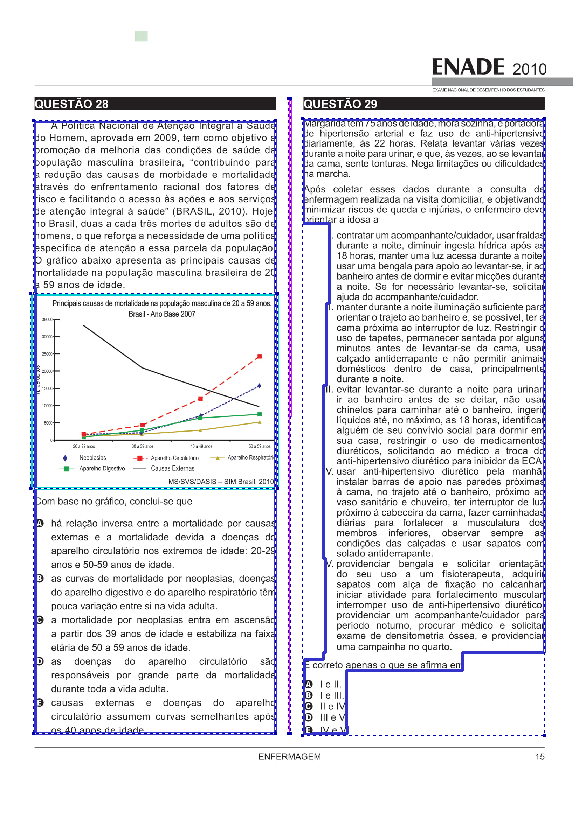 ENADE 2010
EXAME NACIONAL DE DESEMPENHO DOS ESTUDANTES
QUESTÃO 28
A Política Nacional de Atenção Integral à Saúde
do Homem, aprovada em 2009, tem como objetivo a
promoção da melhoria das condições de saúde da
população masculina brasileira, “contribuindo para
a redução das causas de morbidade e mortalidade
através do enfrentamento racional dos fatores de
risco e facilitando o acesso às ações e aos serviços
de atenção integral à saúde” (BRASIL, 2010). Hoje,
no Brasil, duas a cada três mortes de adultos são de
homens, o que reforça a necessidade de uma política
específica de atenção a essa parcela da população.
O gráfico abaixo apresenta as principais causas de
mortalidade na população masculina brasileira de 20
a 59 anos de idade.
Principais causas de mortalidade na população masculina de 20 a 59 anos.
Brasil - Ano Base 2007
35000
30000
25000
20000
15000
10000
5000
0
20 a 29 anos 30 a 39 anos 40 a 49 anos 50 a 59 anos
Neoplasias Aparelho Circulatório Aparelho Respiratório
Aparelho Digestivo Causas Externas
MS/SVS/DASIS – SIM Brasil, 2010
Com base no gráfico, conclui-se que
A há relação inversa entre a mortalidade por causas
externas e a mortalidade devida a doenças do
aparelho circulatório nos extremos de idade: 20-29
anos e 50-59 anos de idade.
B as curvas de mortalidade por neoplasias, doenças
do aparelho digestivo e do aparelho respiratório têm
pouca variação entre si na vida adulta.
C a mortalidade por neoplasias entra em ascensão
a partir dos 39 anos de idade e estabiliza na faixa
etária de 50 a 59 anos de idade.
D as doenças do aparelho circulatório são
responsáveis por grande parte da mortalidade
durante toda a vida adulta.
E causas externas e doenças do aparelho
circulatório assumem curvas semelhantes após
os 40 anos de idade.
QUESTÃO 29
Margarida tem 75 anos de idade, mora sozinha, é portadora
de hipertensão arterial e faz uso de anti-hipertensivo
diariamente, às 22 horas. Relata levantar várias vezes
durante a noite para urinar, e que, às vezes, ao se levantar
da cama, sente tonturas. Nega limitações ou dificuldades
na marcha.
Após coletar esses dados durante a consulta de
enfermagem realizada na visita domiciliar, e objetivando
minimizar riscos de queda e injúrias, o enfermeiro deve
orientar a idosa a
I. contratar um acompanhante/cuidador, usar fraldas
durante a noite, diminuir ingesta hídrica após as
18 horas, manter uma luz acessa durante a noite,
usar uma bengala para apoio ao levantar-se, ir ao
banheiro antes de dormir e evitar micções durante
a noite. Se for necessário levantar-se, solicitar
ajuda do acompanhante/cuidador.
II. manter durante a noite iluminação suficiente para
orientar o trajeto ao banheiro e, se possível, ter a
cama próxima ao interruptor de luz. Restringir o
uso de tapetes, permanecer sentada por alguns
minutos antes de levantar-se da cama, usar
calçado antiderrapante e não permitir animais
domésticos dentro de casa, principalmente
durante a noite.
III. evitar levantar-se durante a noite para urinar,
ir ao banheiro antes de se deitar, não usar
chinelos para caminhar até o banheiro, ingerir
líquidos até, no máximo, as 18 horas, identificar
alguém de seu convívio social para dormir em
sua casa, restringir o uso de medicamentos
diuréticos, solicitando ao médico a troca do
anti-hipertensivo diurético para inibidor da ECA.
IV. usar anti-hipertensivo diurético pela manhã,
instalar barras de apoio nas paredes próximas
à cama, no trajeto até o banheiro, próximo ao
vaso sanitário e chuveiro, ter interruptor de luz
próximo à cabeceira da cama, fazer caminhadas
diárias para fortalecer a musculatura dos
membros inferiores, observar sempre as
condições das calçadas e usar sapatos com
solado antiderrapante.
V. providenciar bengala e solicitar orientação
do seu uso a um fisioterapeuta, adquirir
sapatos com alça de fixação no calcanhar,
iniciar atividade para fortalecimento muscular,
interromper uso de anti-hipertensivo diurético,
providenciar um acompanhante/cuidador para
período noturno, procurar médico e solicitar
exame de densitometria óssea, e providenciar
uma campainha no quarto.
É correto apenas o que se afirma em
A I e II.
B I e III.
C II e IV.
D III e V.
E IV e V.
ENFERMAGEM 15